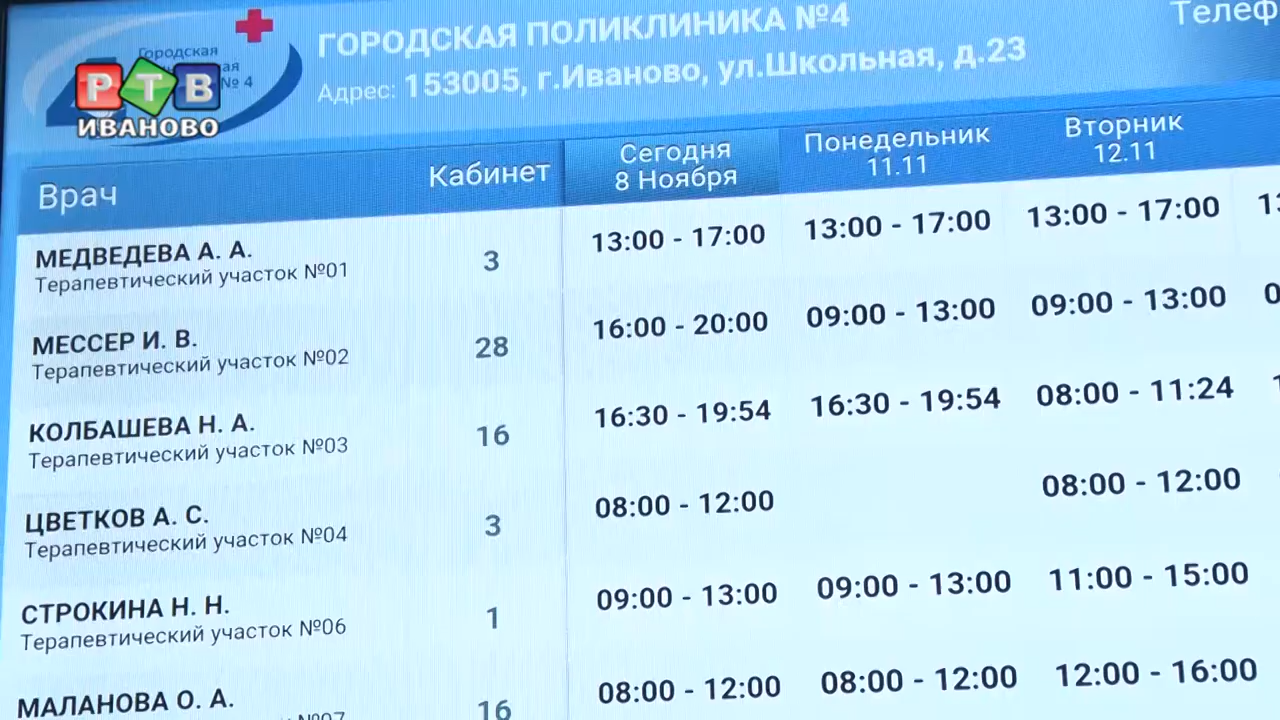 Городская
№ 4
РТВ
ИВАНОВО
ГОРОДСКАЯ ПОЛИКЛИНИКА №4
Адрес: 153005, г.Иваново, ул.Школьная, д.23
Врач
Кабинет
Сегодня
8 Ноября
Понедельник
11.11
Вторник
12.11
МЕДВЕДЕВА А. А.
Терапевтический участок №01
3
13:00 - 17:00
13:00 - 17:00
13:00 - 17:00
МЕССЕР И. В.
Терапевтический участок №02
28
16:00 - 20:00
09:00 - 13:00
09:00 - 13:00
КОЛБАШЕВА Н. А.
Терапевтический участок №03
16
16:30 - 19:54
16:30 - 19:54
08:00 - 11:24
ЦВЕТКОВ А. С.
Терапевтический участок №04
3
08:00 - 12:00
08:00 - 12:00
СТРОКИНА Н. Н.
Терапевтический участок №06
1
09:00 - 13:00
09:00 - 13:00
11:00 - 15:00
МАЛАНОВА О. А.
16
08:00 - 12:00
08:00 - 12:00
12:00 - 16:00